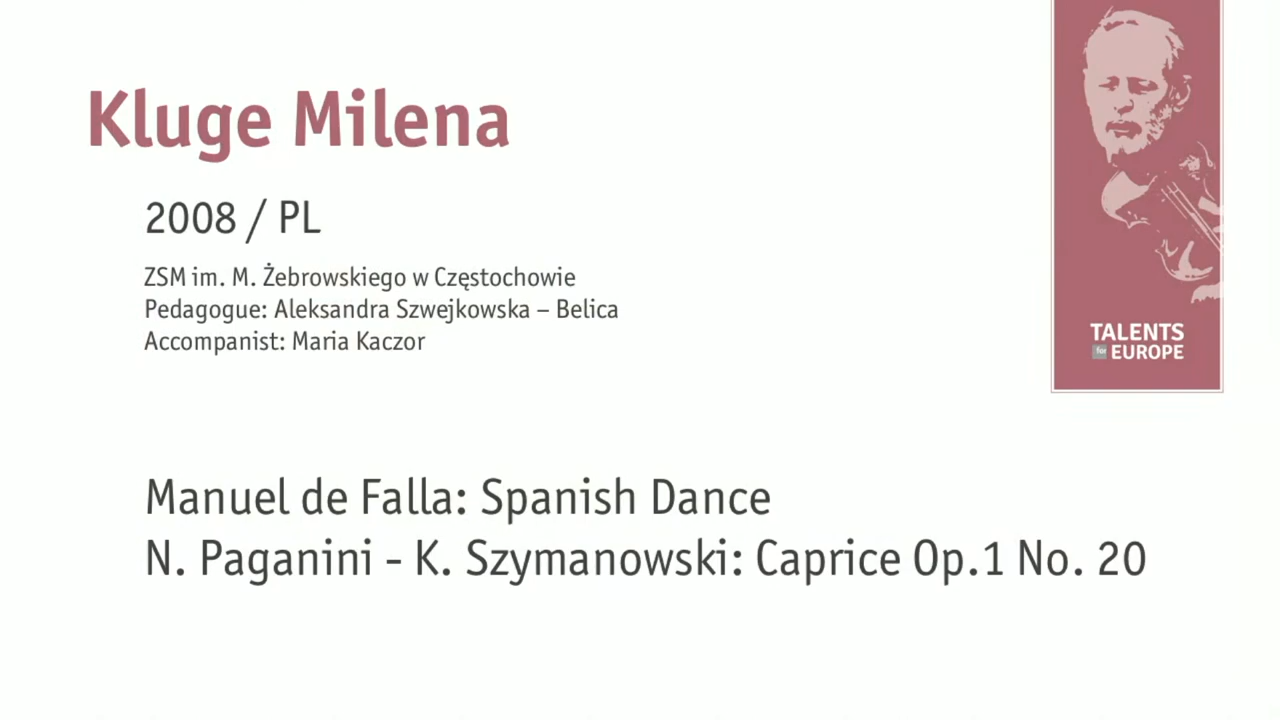 Kluge Milena
2008 / PL
ZSM im. M. Żebrowskiego w Częstochowie
Pedagogue: Aleksandra Szwejkowska – Belica
Accompanist: Maria Kaczor
TALENTS
for EUROPE
Manuel de Falla: Spanish Dance
N. Paganini - K. Szymanowski: Caprice Op.1 No. 20